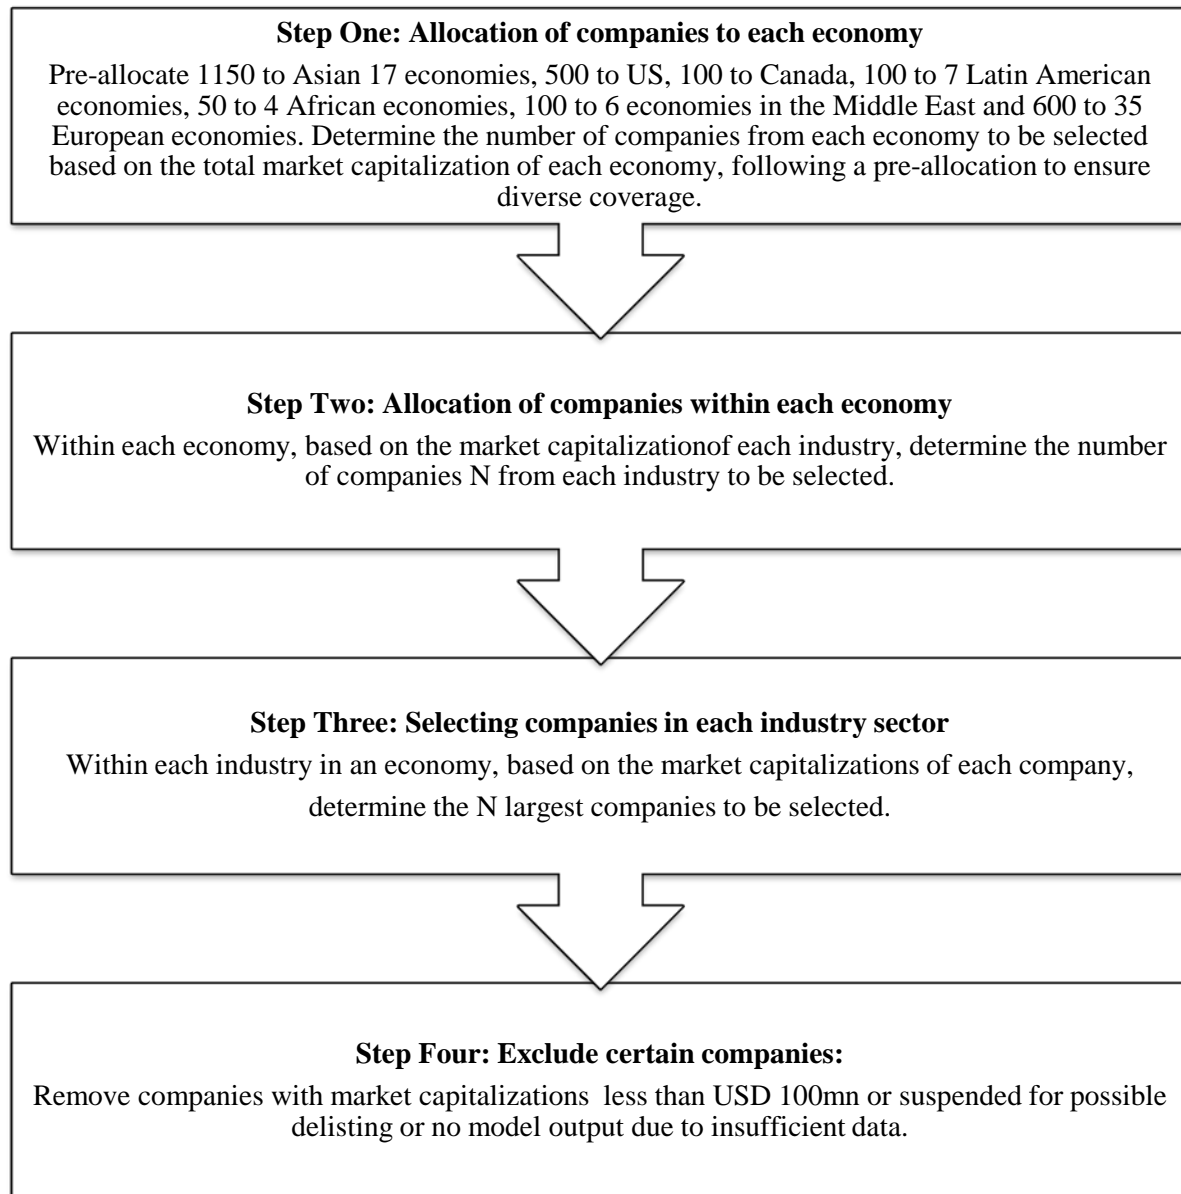 Step One: Allocation of companies to each economy
Pre-allocate 1150 to Asian 17 economies, 500 to US, 100 to Canada, 100 to 7 Latin American
economies, 50 to 4 African economies, 100 to 6 economies in the Middle East and 600 to 35
European economies. Determine the number of companies from each economy to be selected
based on the total market capitalization of each economy, following a pre-allocation to ensure
diverse coverage.
Step Two: Allocation of companies within each economy
Within each economy, based on the market capitalizationof each industry, determine the number
of companies N from each industry to be selected.
Step Three: Selecting companies in each industry sector
Within each industry in an economy, based on the market capitalizations of each company,
determine the N largest companies to be selected.
Step Four: Exclude certain companies:
Remove companies with market capitalizations  less than USD 100mn or suspended for possible
delisting or no model output due to insufficient data.